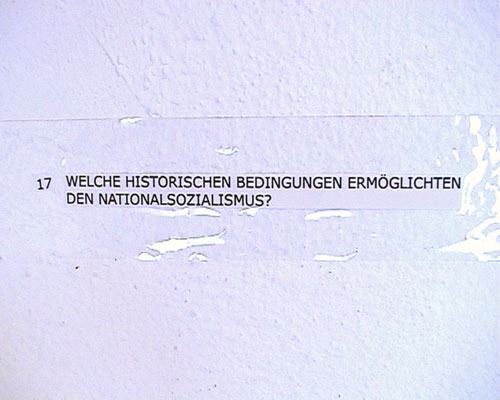 17 WELCHE HISTORISCHEN BEDINGUNGEN ERMÖGLICHTEN
DEN NATIONALSOZIALISMUS?